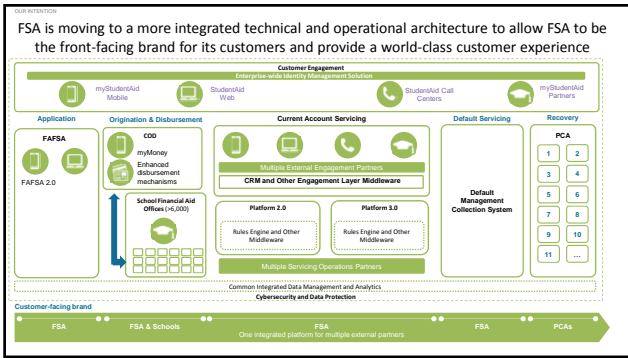 OUR INTENTION
FSA is moving to a more integrated technical and operational architecture to allow FSA to be
the front-facing brand for its customers and provide a world-class customer experience
Customer Engagement
Enterprise-wide Identity Management Solution
myStudentAid
Mobile
StudentAid
Web
StudentAid Call
Centers
myStudentAid
Partners
Application
Origination & Disbursement
Current Account Servicing
Default Servicing
Recovery
FAFSA
FAFSA 2.0
COD
myMoney
Enhanced
disbursement
mechanisms
School Financial Aid
Offices (>6,000)
Multiple External Engagement Partners
CRM and Other Engagement Layer Middleware
Platform 2.0
Rules Engine and Other
Middleware
Platform 3.0
Rules Engine and Other
Middleware
Multiple Servicing Operations Partners
Default
Management
Collection System
PCA
1 2
3 4
5 6
7 8
9 10
11 ...
Common Integrated Data Management and Analytics
Cybersecurity and Data Protection
Customer-facing brand
FSA
FSA & Schools
FSA
One integrated platform for multiple external partners
FSA
PCAs